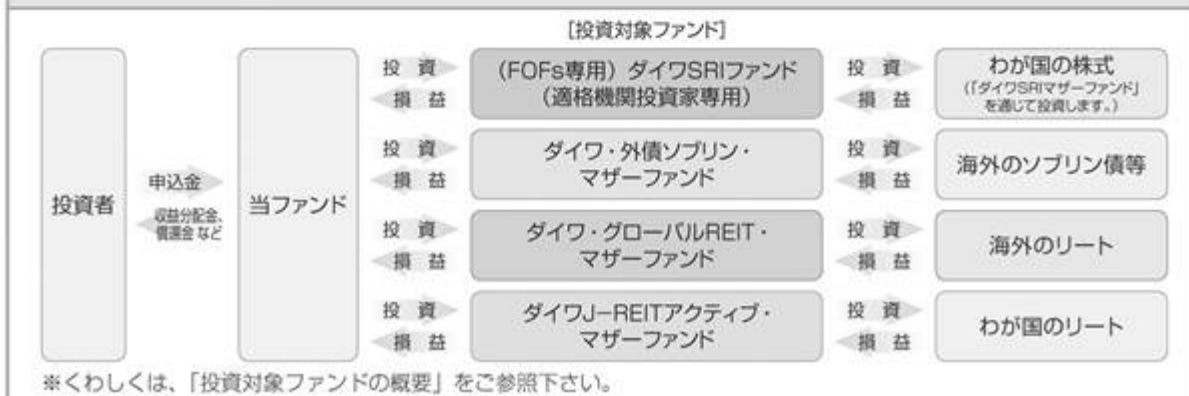 [投資対象ファンド]
投資者
申込金
収益分配金、
償還金 など
当ファンド
投 資
損 益
(FOFs専用) ダイワSRIファンド
(適格機関投資家専用)
投 資
損 益
わが国の株式
(「ダイワSRIマザーファンド」
を通じて投資します。)
投 資
損 益
ダイワ・外債ソブリン・
マザーファンド
投 資
損 益
海外のソブリン債等
投 資
損 益
ダイワ・グローバルREIT・
マザーファンド
投 資
損 益
海外のリート
投 資
損 益
ダイワJ−REITアクティブ・
マザーファンド
投 資
損 益
わが国のリート
※くわしくは、「投資対象ファンドの概要」をご参照下さい。